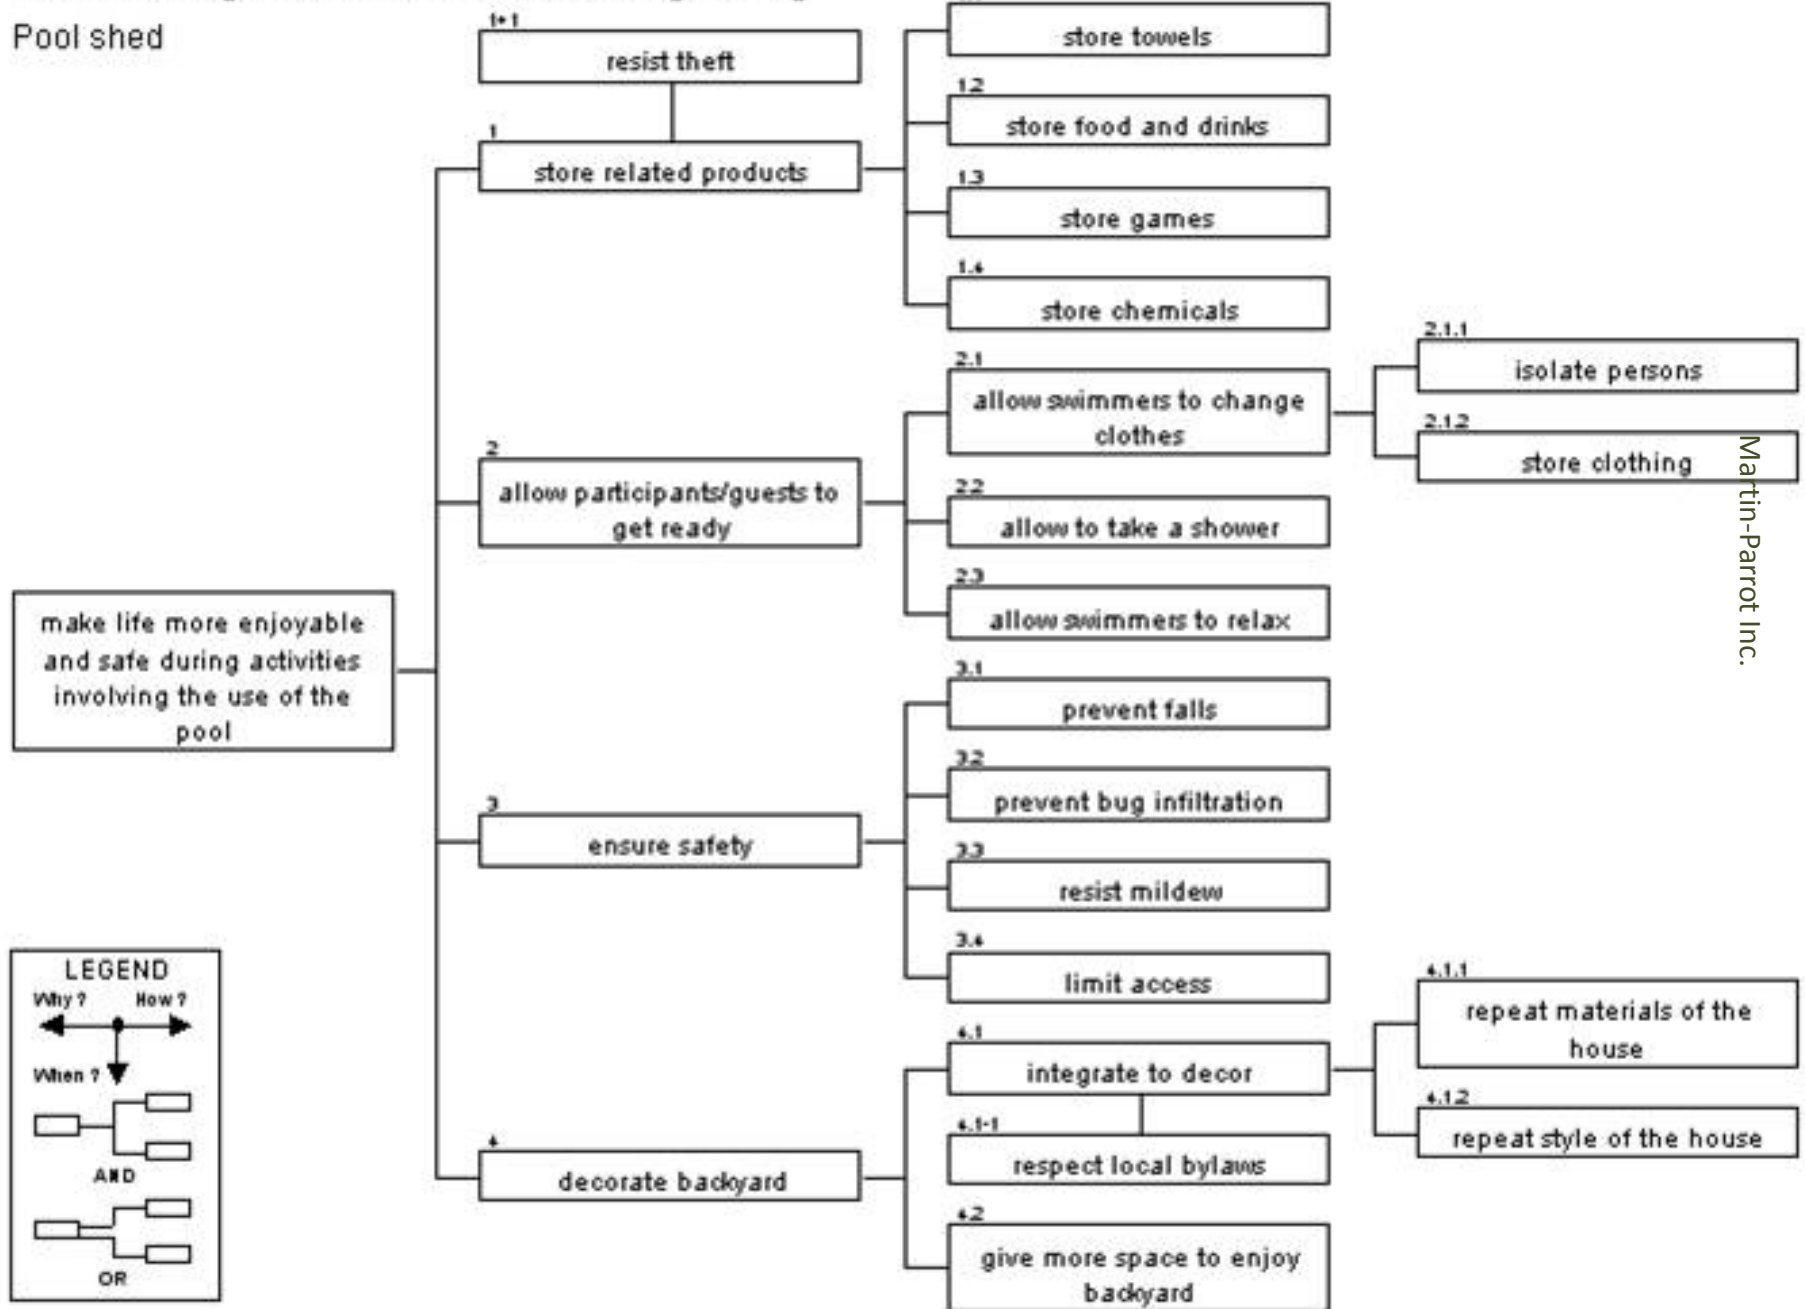 Pool shed
1+1
resist theft
1
store related products
store towels
1.2
store food and drinks
1.3
store games
1.4
store chemicals
2
allow participants/guests to
get ready
2.1
allow swimmers to change
clothes
2.1.1
isolate persons
2.1.2
store clothing
2.2
allow to take a shower
2.3
allow swimmers to relax
Martin-Parrot Inc.
make life more enjoyable
and safe during activities
involving the use of the
pool
3
ensure safety
3.1
prevent falls
3.2
prevent bug infiltration
3.3
resist mildew
3.4
limit access
4
decorate backyard
4.1
integrate to decor
4.1.1
repeat materials of the
house
4.1.2
repeat style of the house
4.1-1
respect local bylaws
4.2
give more space to enjoy
backyard
LEGEND
Why ? How ?
When ?
AND
OR